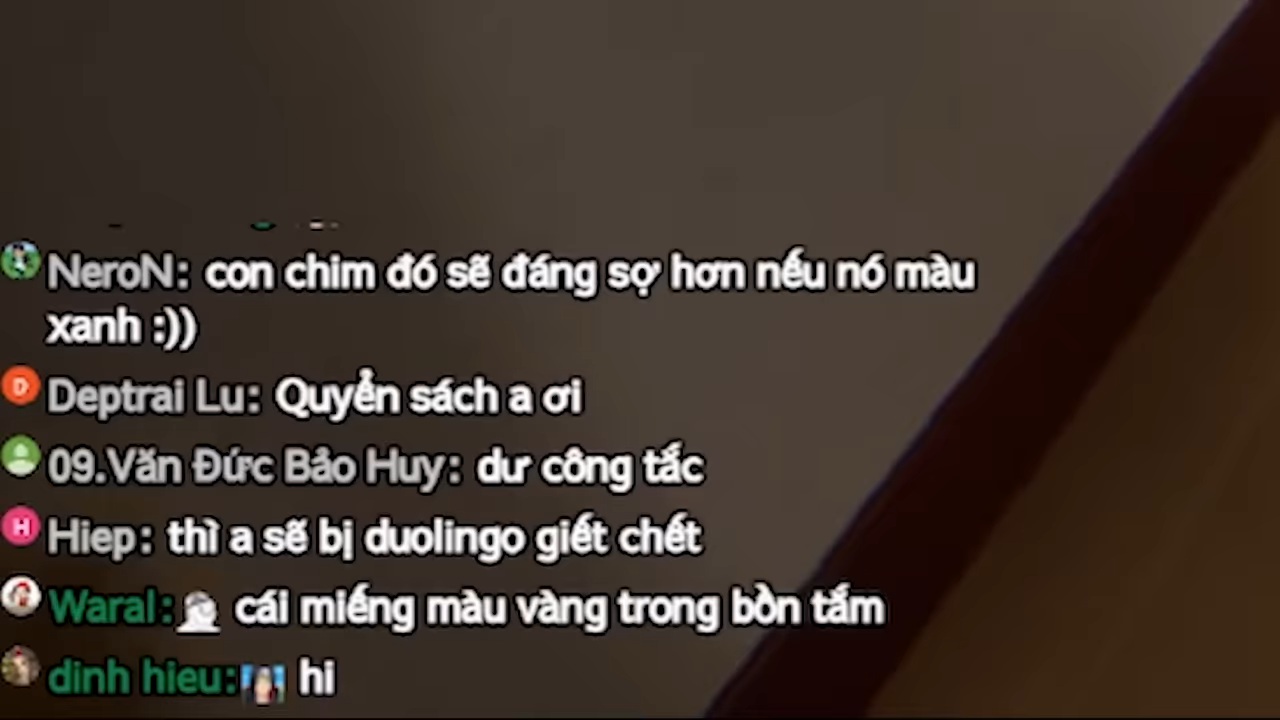 NeroN: con chim đó sẽ đáng sợ hơn nếu nó màu
xanh :))
D Deptrai Lu: Quyển sách a ơi
09.Văn Đức Bảo Huy: dư công tắc
H Hiep: thì a sẽ bị duolingo giết chết
Waral: cái miếng màu vàng trong bồn tắm
dinh hieu: hi